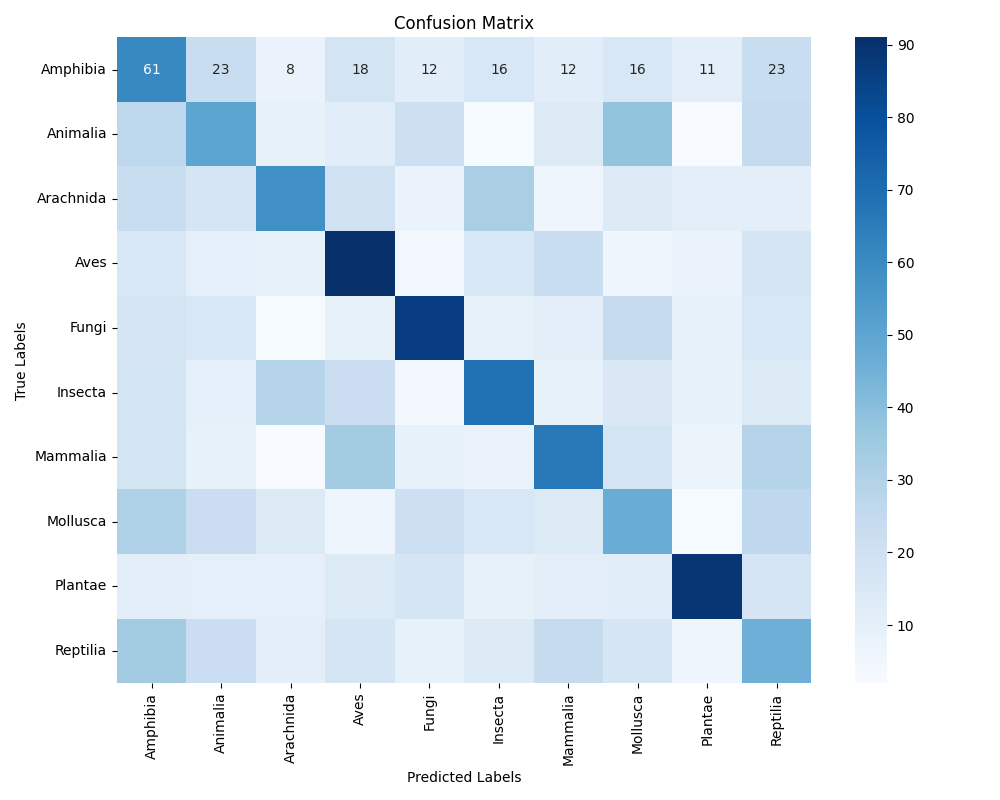 Confusion Matrix
True Labels
Amphibia 61 23 8 18 12 16 12 16 11 23
Animalia
Arachnida
Aves
Fungi
Insecta
Mammalia
Mollusca
Plantae
Reptilia
Amphibia Animalia Arachnida Aves Fungi Insecta Mammalia Mollusca Plantae Reptilia
Predicted Labels
90
80
70
60
50
40
30
20
10